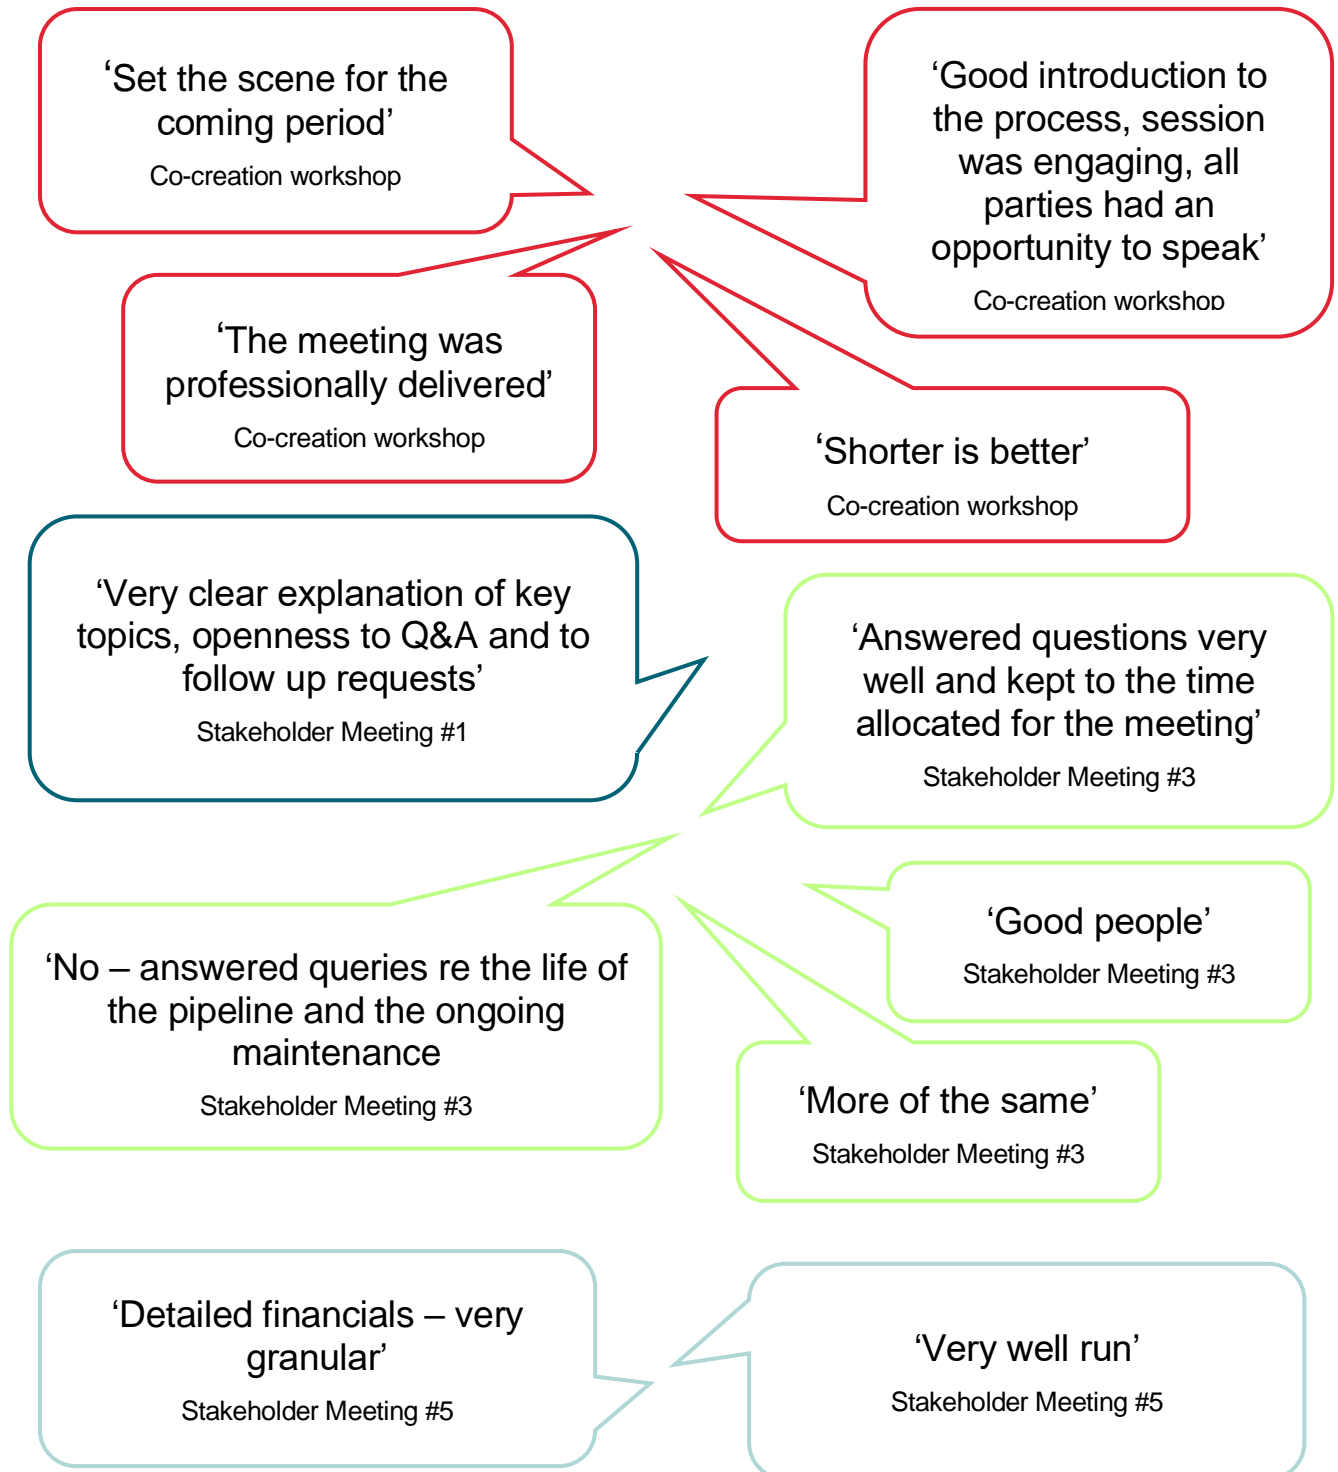 ‘Set the scene for the
coming period’
Co-creation workshop
‘Good introduction to
the process, session
was engaging, all
parties had an
opportunity to speak’
Co-creation workshop
‘The meeting was
professionally delivered’
Co-creation workshop
‘Shorter is better’
Co-creation workshop
‘Very clear explanation of key
topics, openness to Q&A and to
follow up requests’
Stakeholder Meeting #1
‘Answered questions very
well and kept to the time
allocated for the meeting’
Stakeholder Meeting #3
‘Good people’
Stakeholder Meeting #3
‘No – answered queries re the life of
the pipeline and the ongoing
maintenance
Stakeholder Meeting #3
‘More of the same’
Stakeholder Meeting #3
‘Detailed financials – very
granular’
Stakeholder Meeting #5
‘Very well run’
Stakeholder Meeting #5